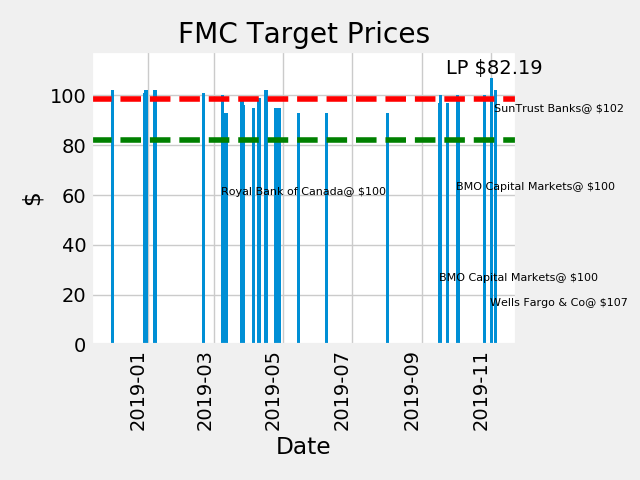 FMC Target Prices
LP $82.19
100
80
60
40
20
0
$
SunTrust Banks@ $102
BMO Capital Markets@ $100
Royal Bank of Canada@ $100
BMO Capital Markets@ $100
Wells Fargo & Co@ $107
2019-01
2019-03
2019-05
2019-07
2019-09
2019-11
Date